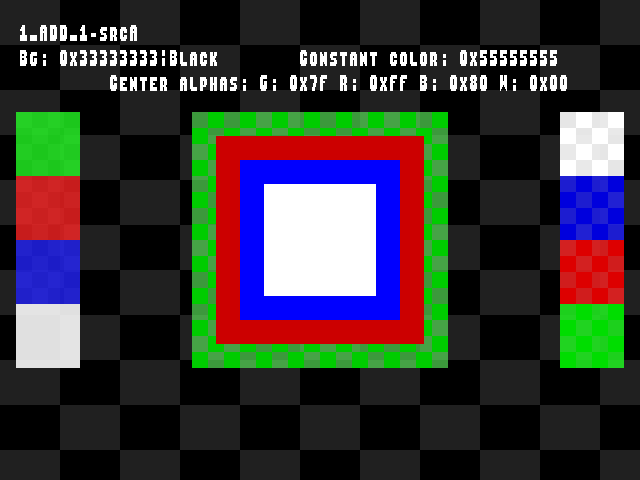 1_ADD_1-srcA
Bg: 0x33333333¦Black Constant color: 0x55555555
Center alphas: G: 0x7F R: 0xFF B: 0x80 W: 0x00